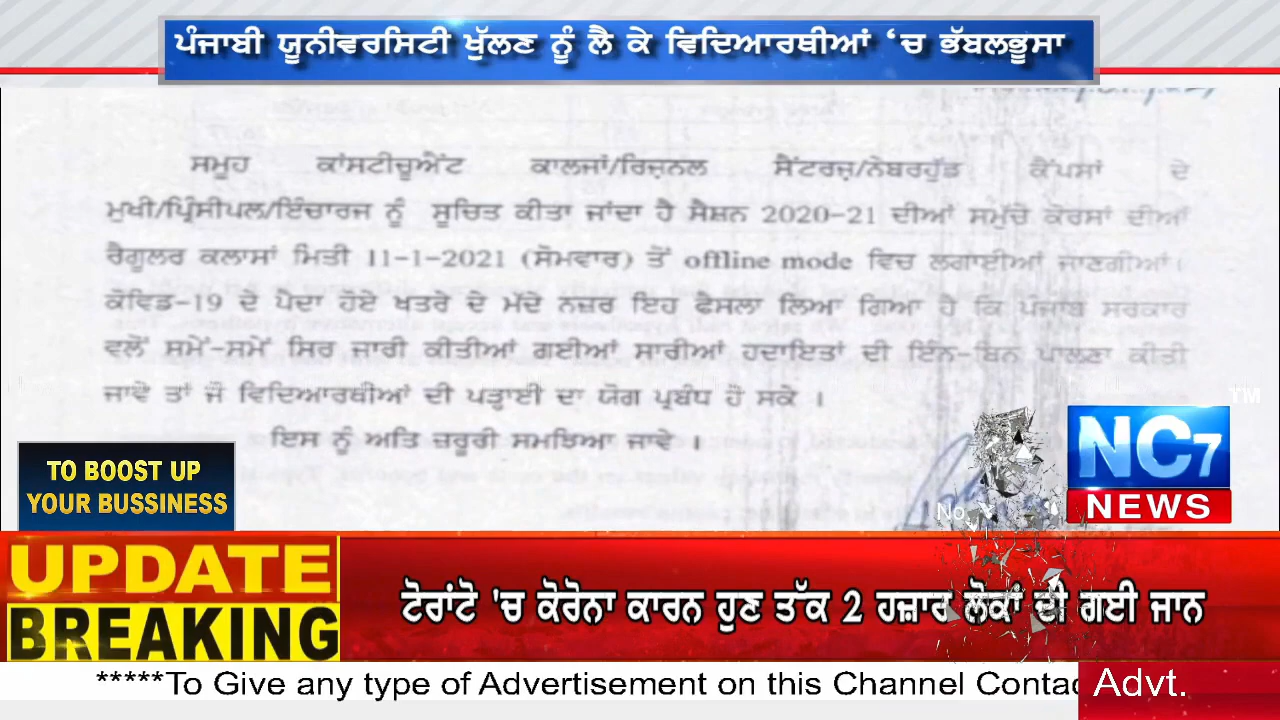 ਪੰਜਾਬੀ ਯੂਨੀਵਰਸਿਟੀ ਖੁੱਲਣ ਨੂੰ ਲੈ ਕੇ ਵਿਦਿਆਰਥੀਆਂ ‘ਚ ਭੱਬਲਭੂਸਾ
ਸਮੂਹ ਕਾਂਸਟੀਚੂਐਂਟ ਕਾਲਜਾਂ/ਰਿਜ਼ਨਲ ਸੈਂਟਰਜ਼/ਨੇਬਰਹੁੱਡ ਕੈਂਪਸਾਂ ਦੇ
ਮੁਖੀ/ਪ੍ਰਿੰਸੀਪਲ/ਇੰਚਾਰਜ ਨੂੰ ਸੂਚਿਤ ਕੀਤਾ ਜਾਂਦਾ ਹੈ ਸੈਸ਼ਨ 2020-21 ਦੀਆਂ ਸਮੁੱਚੇ ਕੋਰਸਾਂ ਦੀਆਂ
ਰੈਗੂਲਰ ਕਲਾਸਾਂ ਮਿਤੀ 11-1-2021 (ਸੋਮਵਾਰ) ਤੋਂ offline mode ਵਿਚ ਲਗਾਈਆਂ ਜਾਣਗੀਆਂ।
ਕੋਵਿਡ-19 ਦੇ ਪੈਦਾ ਹੋਏ ਖਤਰੇ ਦੇ ਮੱਦੇ ਨਜ਼ਰ ਇਹ ਫੈਸਲਾ ਲਿਆ ਗਿਆ ਹੈ ਕਿ ਪੰਜਾਬ ਸਰਕਾਰ
ਵਲੋਂ ਸਮੇਂ-ਸਮੇਂ ਸਿਰ ਜਾਰੀ ਕੀਤੀਆਂ ਗਈਆਂ ਸਾਰੀਆਂ ਹਦਾਇਤਾਂ ਦੀ ਇੰਨ-ਬਿਨ ਪਾਲਣਾ ਕੀਤੀ
ਜਾਵੇ ਤਾਂ ਜੋ ਵਿਦਿਆਰਥੀਆਂ ਦੀ ਪੜ੍ਹਾਈ ਦਾ ਯੋਗ ਪ੍ਰਬੰਧ ਹੋ ਸਕੇ ।
ਇਸ ਨੂੰ ਅਤਿ ਜ਼ਰੂਰੀ ਸਮਝਿਆ ਜਾਵੇ ।
TM
NC7
NEWS
TO BOOST UP
YOUR BUSSINESS
No.
UPDATE
BREAKING
ਟੋਰਾਂਟੋ 'ਚ ਕੋਰੋਨਾ ਕਾਰਨ ਹੁਣ ਤੱਕ 2 ਹਜ਼ਾਰ ਲੋਕਾਂ ਦੀ ਗਈ ਜਾਨ
*****To Give any type of Advertisement on this Channel Contac
Advt.